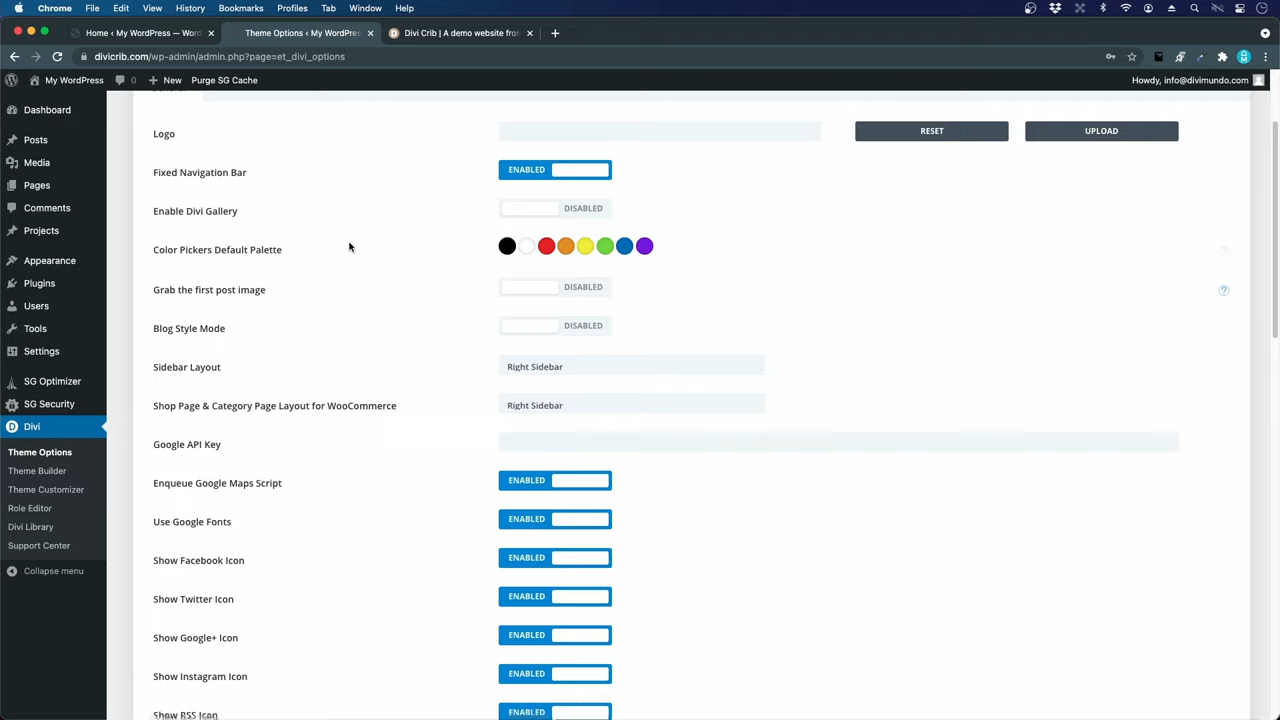 Chrome File Edit View History Bookmarks Profiles Tab Window Help
Home ‹ My WordPress — Word
Theme Options ‹ My WordPres
Divi Crib | A demo website from
divicrib.com/wp-admin/admin.php?page=et_divi_options
My WordPress 0 New Purge SG Cache Howdy, info@divimundo.com
Dashboard
Posts
Media
Pages
Comments
Projects
Appearance
Plugins
Users
Tools
Settings
SG Optimizer
SG Security
Divi
Theme Options
Theme Builder
Theme Customizer
Role Editor
Divi Library
Support Center
Collapse menu
Logo RESET UPLOAD
Fixed Navigation Bar ENABLED
Enable Divi Gallery DISABLED
Color Pickers Default Palette
Grab the first post image DISABLED
Blog Style Mode DISABLED
Sidebar Layout Right Sidebar
Shop Page & Category Page Layout for WooCommerce Right Sidebar
Google API Key
Enqueue Google Maps Script ENABLED
Use Google Fonts ENABLED
Show Facebook Icon ENABLED
Show Twitter Icon ENABLED
Show Google+ Icon ENABLED
Show Instagram Icon ENABLED
Show RSS Icon ENABLED